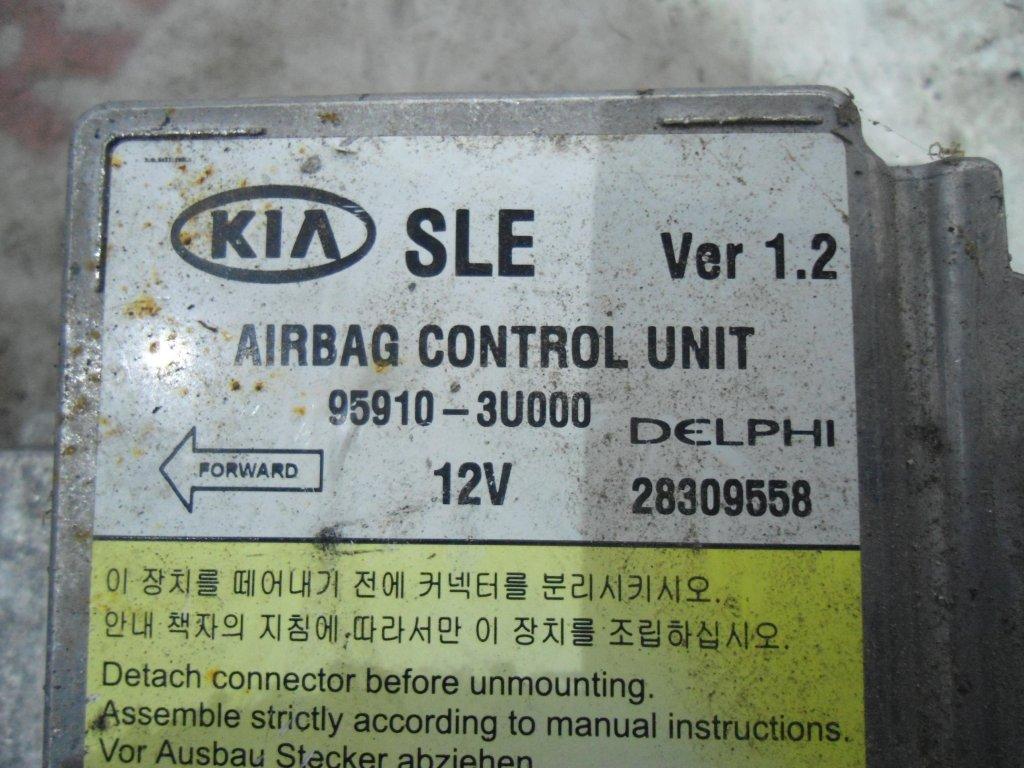 KIA SLE Ver 1.2
AIRBAG CONTROL UNIT
95910-3U000
DELPHI
FORWARD 12V 28309558
이 장치를 떼어내기 전에 커넥터를 분리시키시오.
안내 책자의 지침에 따라서만 이 장치를 조립하십시오.
Detach connector before unmounting.
Assemble strictly according to manual instructions.
Vor Ausbau Stecker abziehen